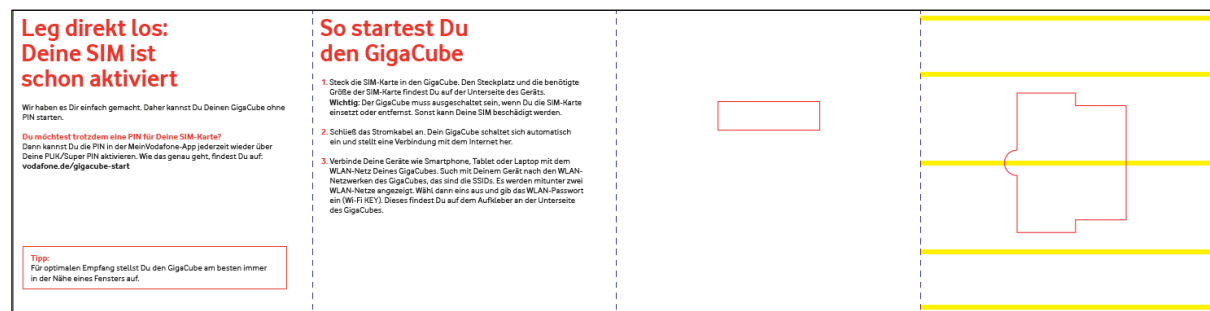 Leg direkt los:
Deine SIM ist
schon aktiviert
Wir haben es Dir einfach gemacht. Daher kannst Du Deinen GigaCube ohne
PIN starten.
Du möchtest trotzdem eine PIN für Deine SIM-Karte?
Dann kannst Du die PIN in der MeinVodafone-App jederzeit wieder über
Deine PUK/Super PIN aktivieren. Wie das genau geht, findest Du auf:
vodafone.de/gigacube-start
Tipp:
Für optimalen Empfang stellst Du den GigaCube am besten immer
in der Nähe eines Fensters auf.
So startest Du
den GigaCube
1. Steck die SIM-Karte in den GigaCube. Den Steckplatz und die benötigte
Größe der SIM-Karte findest Du auf der Unterseite des Geräts.
Wichtig: Der GigaCube muss ausgeschaltet sein, wenn Du die SIM-Karte
einsetzt oder entfernst. Sonst kann Deine SIM beschädigt werden.
2. Schließ das Stromkabel an. Dein GigaCube schaltet sich automatisch
ein und stellt eine Verbindung mit dem Internet her.
3. Verbinde Deine Geräte wie Smartphone, Tablet oder Laptop mit dem
WLAN-Netz Deines GigaCubes. Such mit Deinem Gerät nach den WLAN-
Netzwerken des GigaCubes, das sind die SSIDs. Es werden mitunter zwei
WLAN-Netze angezeigt. Wähl dann eins aus und gib das WLAN-Passwort
ein (Wi-Fi KEY). Dieses findest Du auf dem Aufkleber an der Unterseite
des GigaCubes.